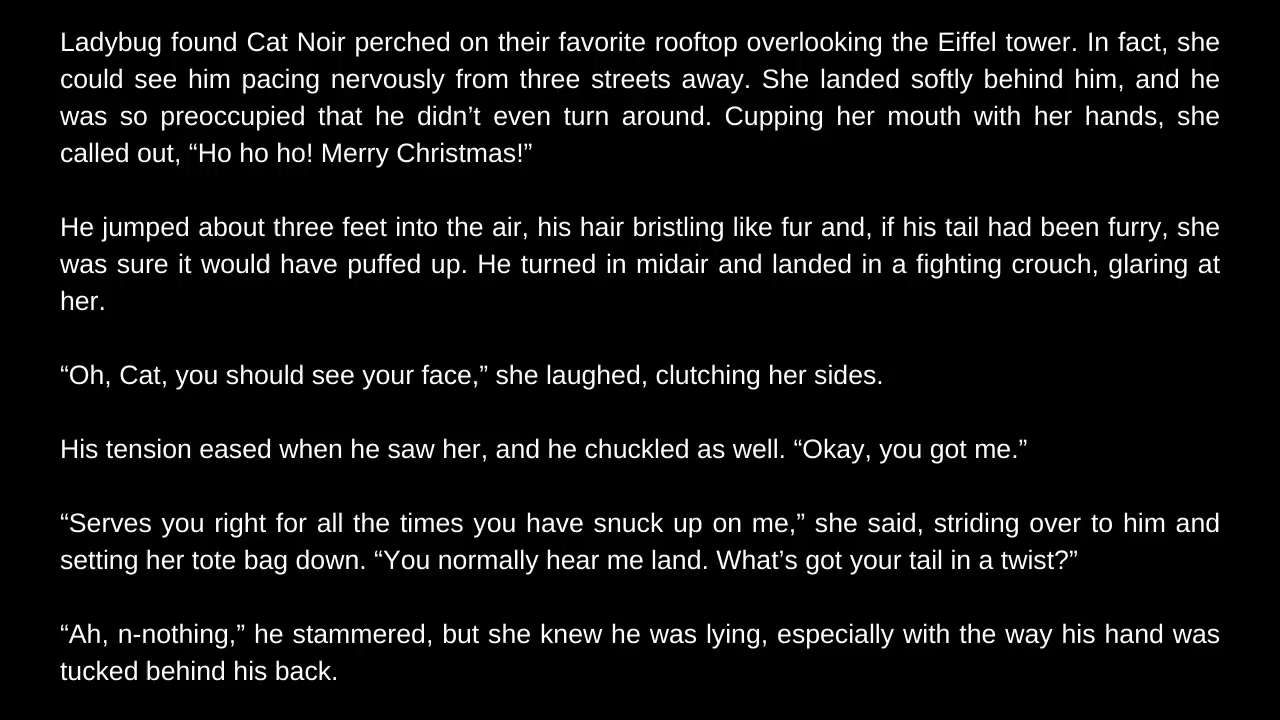 Ladybug found Cat Noir perched on their favorite rooftop overlooking the Eiffel tower. In fact, she
could see him pacing nervously from three streets away. She landed softly behind him, and he
was so preoccupied that he didn’t even turn around. Cupping her mouth with her hands, she
called out, “Ho ho ho! Merry Christmas!”
He jumped about three feet into the air, his hair bristling like fur and, if his tail had been furry, she
was sure it would have puffed up. He turned in midair and landed in a fighting crouch, glaring at
her.
“Oh, Cat, you should see your face,” she laughed, clutching her sides.
His tension eased when he saw her, and he chuckled as well. “Okay, you got me.”
“Serves you right for all the times you have snuck up on me,” she said, striding over to him and
setting her tote bag down. “You normally hear me land. What’s got your tail in a twist?”
“Ah, n-nothing,” he stammered, but she knew he was lying, especially with the way his hand was
tucked behind his back.